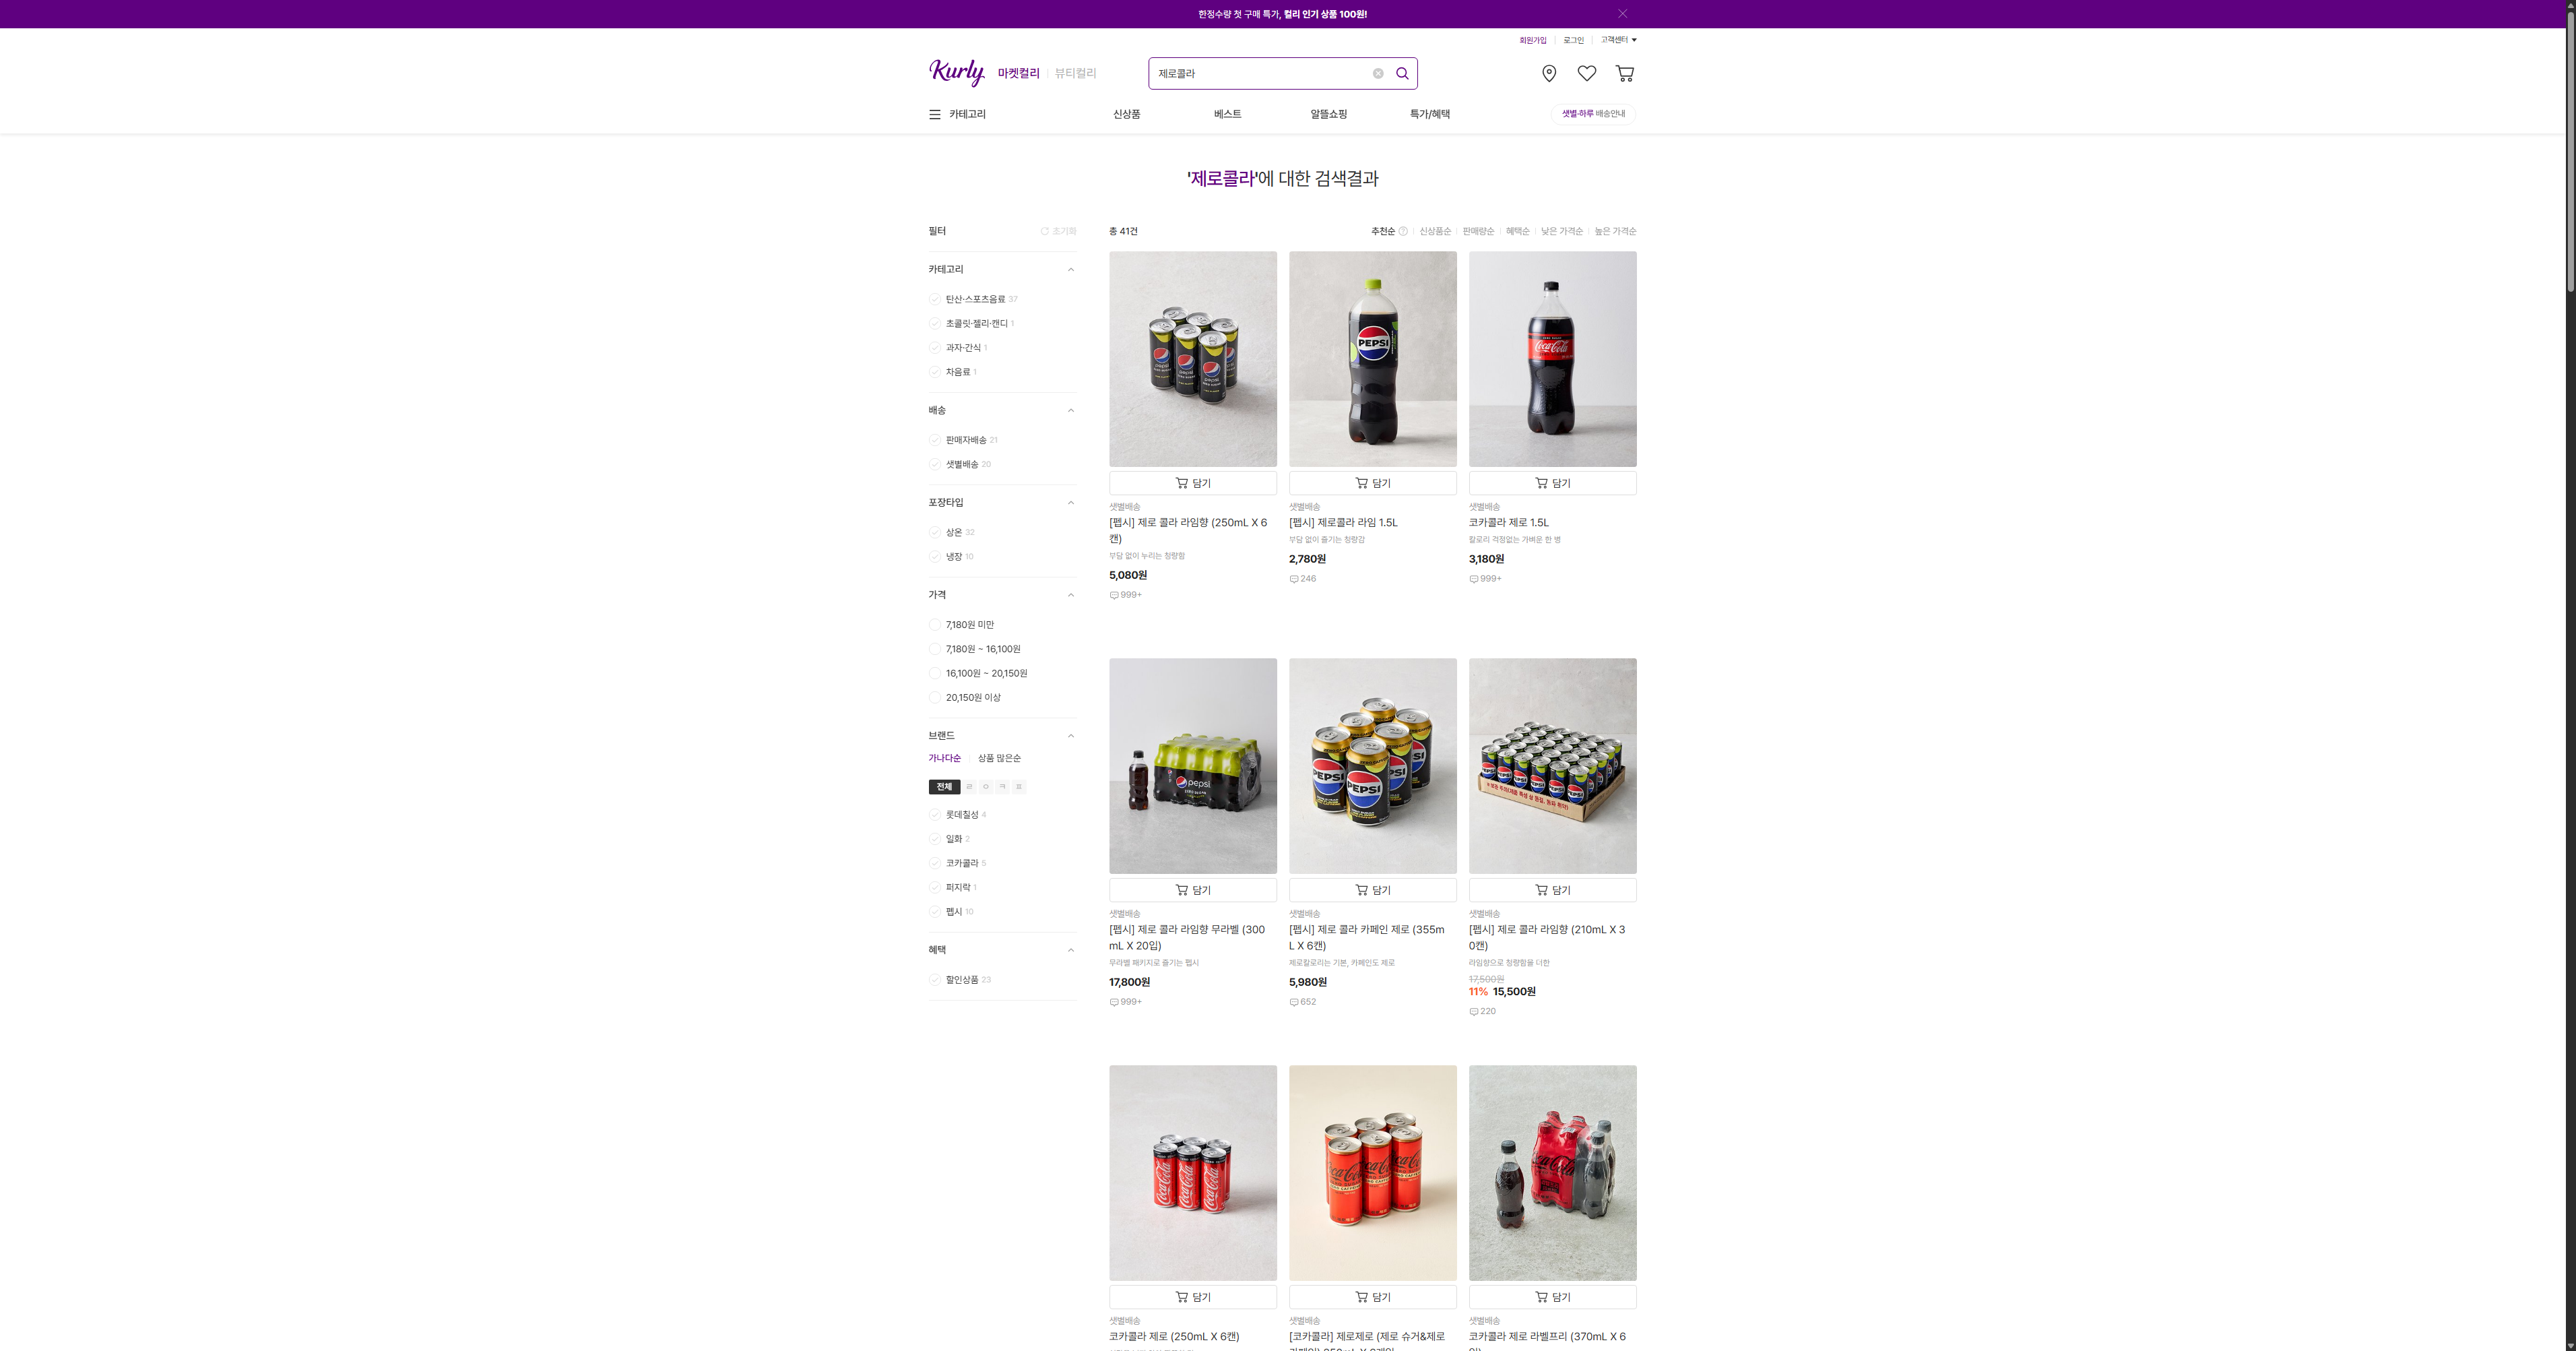 한정수량 첫 구매 특가, 컬리 인기 상품 100원!
회원가입
로그인
고객센터
Kurly
마켓컬리
뷰티컬리
제로콜라
카테고리
신상품
베스트
알뜰쇼핑
특가/혜택
샛별·하루 배송안내
'제로콜라'에 대한 검색결과
필터
초기화
카테고리
탄산·스포츠음료 37
초콜릿·젤리·캔디 1
과자·간식 1
차음료 1
배송
판매자배송 21
샛별배송 20
포장타입
상온 32
냉장 10
가격
7,180원 미만
7,180원 ~ 16,100원
16,100원 ~ 20,150원
20,150원 이상
브랜드
가나다순
상품 많은순
전체 ㄹ ㅇ ㅋ ㅍ
롯데칠성 4
일화 2
코카콜라 5
퍼지락 1
펩시 10
혜택
할인상품 23
총 41건
추천순
신상품순
판매량순
혜택순
낮은 가격순
높은 가격순
담기
샛별배송
[펩시] 제로 콜라 라임향 (250mL X 6
캔)
부담 없이 누리는 청량함
5,080원
999+
PEPSI
담기
샛별배송
[펩시] 제로콜라 라임 1.5L
부담 없이 즐기는 청량감
2,780원
246
Coca-Cola
담기
샛별배송
코카콜라 제로 1.5L
칼로리 걱정없는 가벼운 한 병
3,180원
999+
pepsi
담기
샛별배송
[펩시] 제로 콜라 라임향 무라벨 (300
mL X 20입)
무라벨 패키지로 즐기는 펩시
17,800원
999+
PEPSI
PEPSI
담기
샛별배송
[펩시] 제로 콜라 카페인 제로 (355m
L X 6캔)
제로칼로리는 기본, 카페인도 제로
5,980원
652
담기
샛별배송
[펩시] 제로 콜라 라임향 (210mL X 3
0캔)
라임향으로 청량함을 더한
17,500원
11% 15,500원
220
Coca-Cola
Coca-Cola
Coca-Cola
담기
샛별배송
코카콜라 제로 (250mL X 6캔)
담기
샛별배송
[코카콜라] 제로제로 (제로 슈거&제로
담기
샛별배송
코카콜라 제로 라벨프리 (370mL X 6